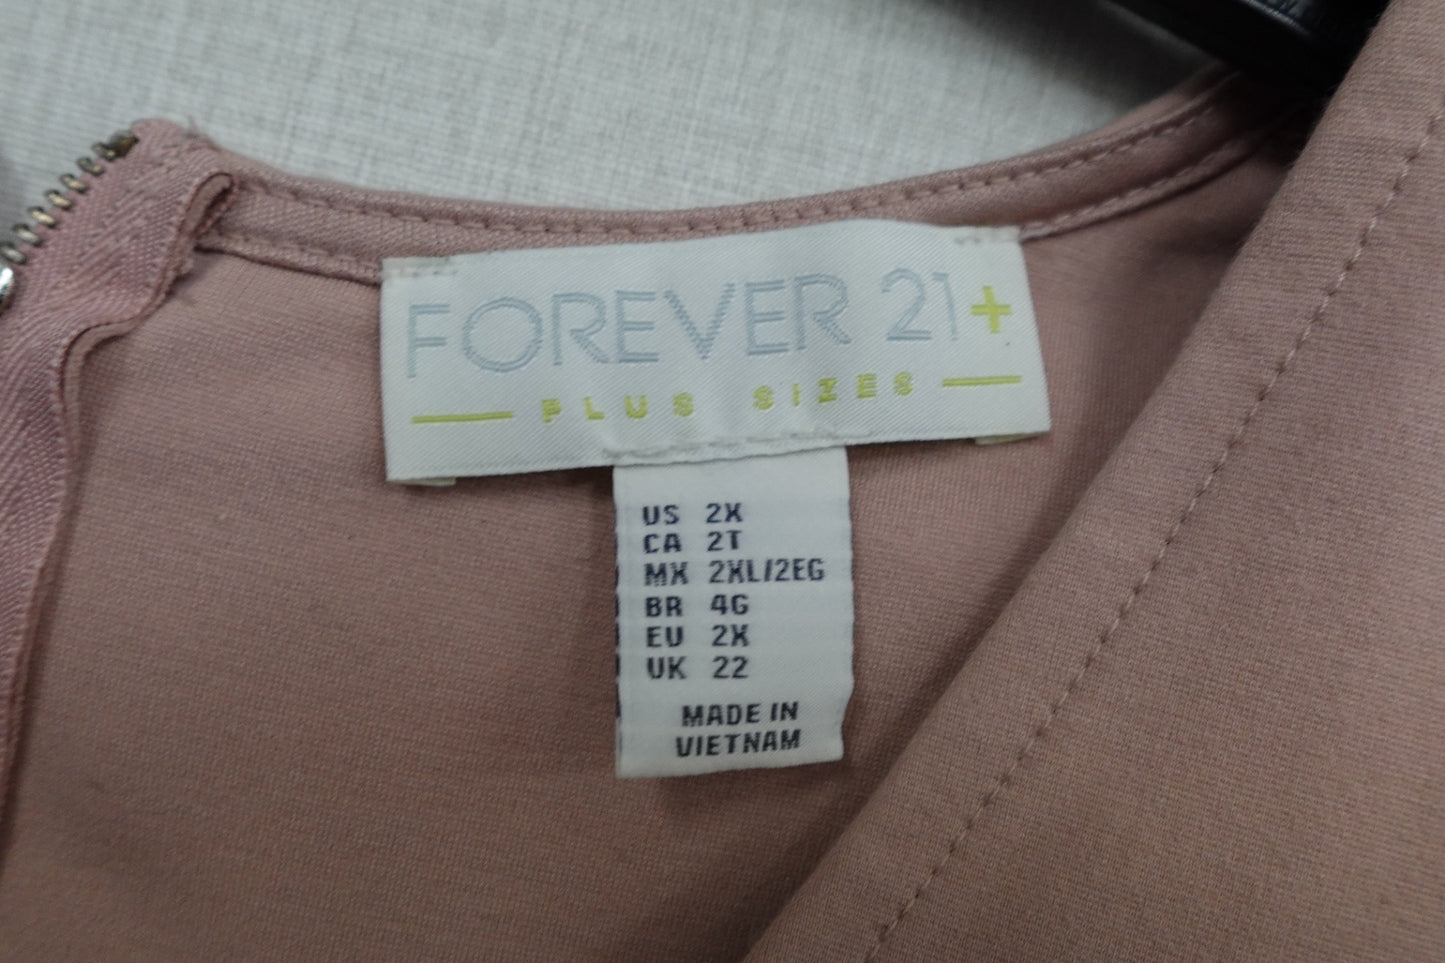 FOREVER 21+
PLUS SIZES
US 2X
CA 2T
MX 2XL/2EG
BR 4G
EU 2X
UK 22
MADE IN
VIETNAM